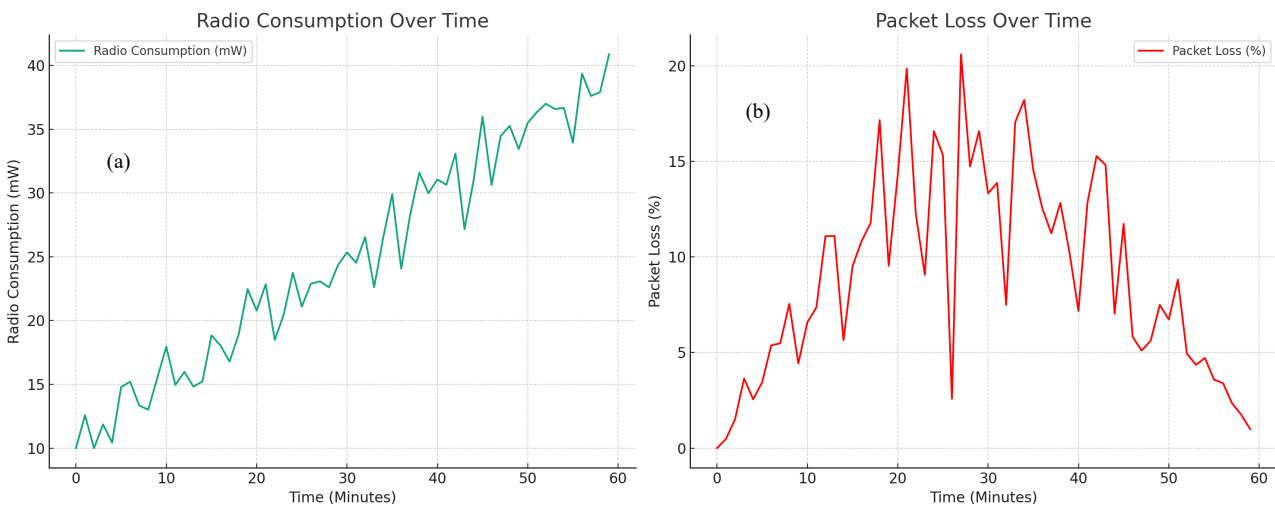 Radio Consumption Over Time
Radio Consumption (mW)
(a)
Radio Consumption (mW)
40
35
30
25
20
15
10
0 10 20 30 40 50 60
Time (Minutes)
Packet Loss Over Time
Packet Loss (%)
(b)
Packet Loss (%)
20
15
10
5
0
0 10 20 30 40 50 60
Time (Minutes)